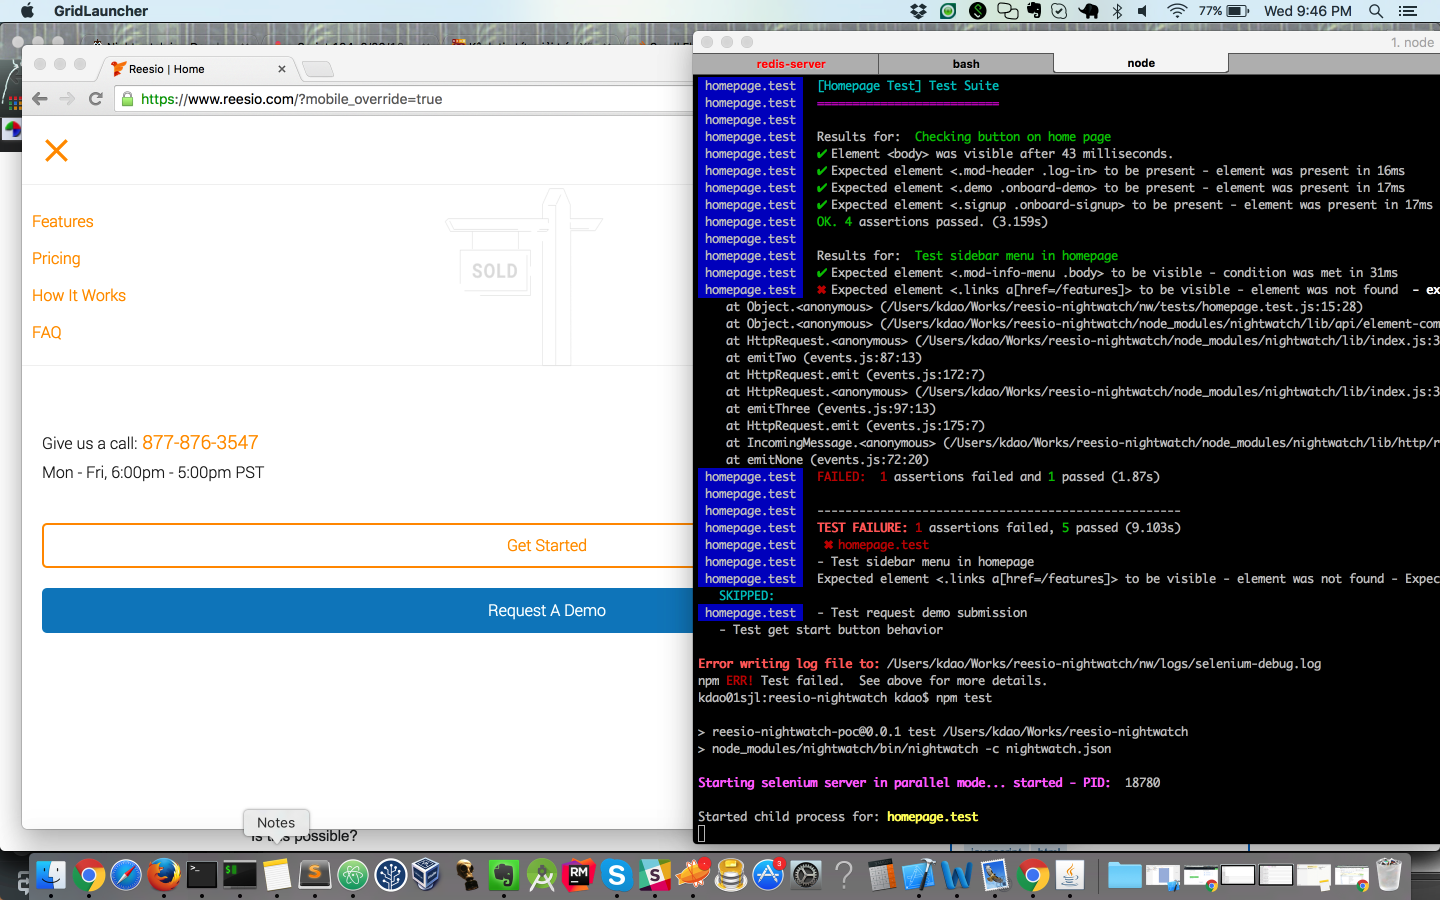 GridLauncher
77%
Wed 9:46 PM
Reesio | Home
https://www.reesio.com/?mobile_override=true
Features
Pricing
How It Works
FAQ
SOLD
Give us a call: 877-876-3547
Mon - Fri, 6:00pm - 5:00pm PST
Get Started
Request A Demo
Notes
possible?
1. node
redis-server
bash
node
homepage.test [Homepage Test] Test Suite
homepage.test ==========================
homepage.test
homepage.test Results for: Checking button on home page
homepage.test ✔ Element <body> was visible after 43 milliseconds.
homepage.test ✔ Expected element <.mod-header .log-in> to be present - element was present in 16ms
homepage.test ✔ Expected element <.demo .onboard-demo> to be present - element was present in 17ms
homepage.test ✔ Expected element <.signup .onboard-signup> to be present - element was present in 17ms
homepage.test OK. 4 assertions passed. (3.159s)
homepage.test
homepage.test Results for: Test sidebar menu in homepage
homepage.test ✔ Expected element <.mod-info-menu .body> to be visible - condition was met in 31ms
homepage.test ✖ Expected element <.links a[href=/features]> to be visible - element was not found - ex
at Object.<anonymous> (/Users/kdao/Works/reesio-nightwatch/nw/tests/homepage.test.js:15:28)
at Object.<anonymous> (/Users/kdao/Works/reesio-nightwatch/node_modules/nightwatch/lib/api/element-com
at HttpRequest.<anonymous> (/Users/kdao/Works/reesio-nightwatch/node_modules/nightwatch/lib/index.js:3
at emitTwo (events.js:87:13)
at HttpRequest.emit (events.js:172:7)
at HttpRequest.<anonymous> (/Users/kdao/Works/reesio-nightwatch/node_modules/nightwatch/lib/index.js:3
at emitThree (events.js:97:13)
at HttpRequest.emit (events.js:175:7)
at IncomingMessage.<anonymous> (/Users/kdao/Works/reesio-nightwatch/node_modules/nightwatch/lib/http/r
at emitNone (events.js:72:20)
homepage.test FAILED: 1 assertions failed and 1 passed (1.87s)
homepage.test
homepage.test ----------------------------------------------------
homepage.test TEST FAILURE: 1 assertions failed, 5 passed (9.103s)
homepage.test ✖ homepage.test
homepage.test - Test sidebar menu in homepage
homepage.test Expected element <.links a[href=/features]> to be visible - element was not found - Expec
SKIPPED:
homepage.test - Test request demo submission
- Test get start button behavior
Error writing log file to: /Users/kdao/Works/reesio-nightwatch/nw/logs/selenium-debug.log
npm ERR! Test failed. See above for more details.
kdao01sjl:reesio-nightwatch kdao$ npm test
> reesio-nightwatch-poc@0.0.1 test /Users/kdao/Works/reesio-nightwatch
> node_modules/nightwatch/bin/nightwatch -c nightwatch.json
Starting selenium server in parallel mode... started - PID: 18780
Started child process for: homepage.test
RM
3